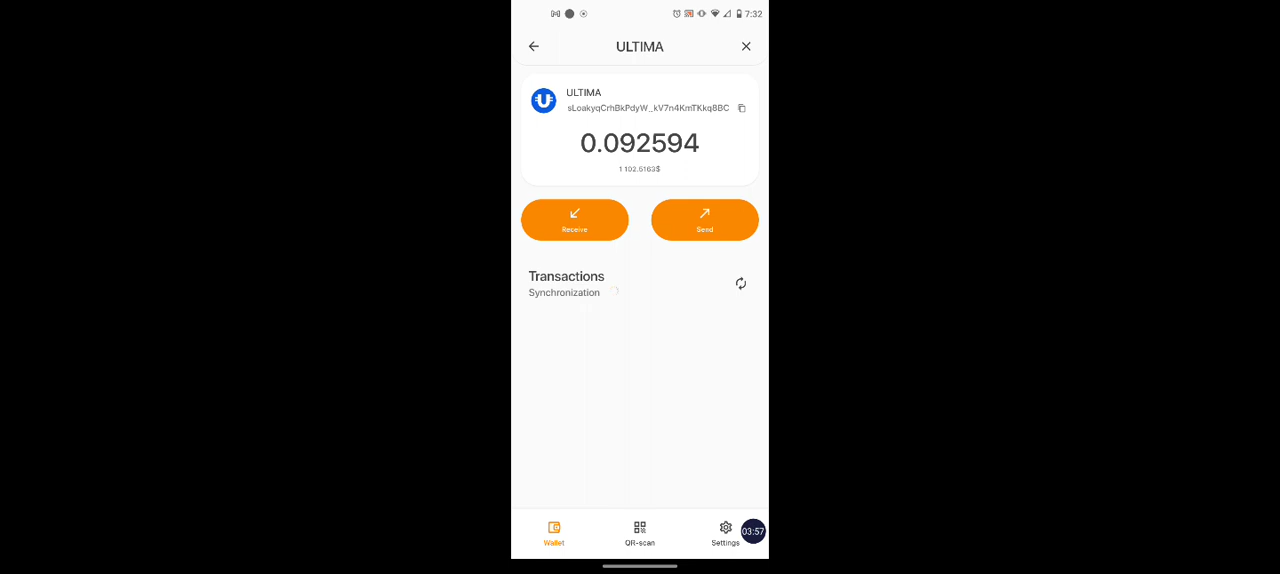 7:32
ULTIMA
ULTIMA
sLoakyqCrhBkPdyW_kV7n4KmTKkq8BC
0.092594
1 102.5163$
Receive
Send
Transactions
Synchronization
Wallet
QR-scan
Settings
03:57